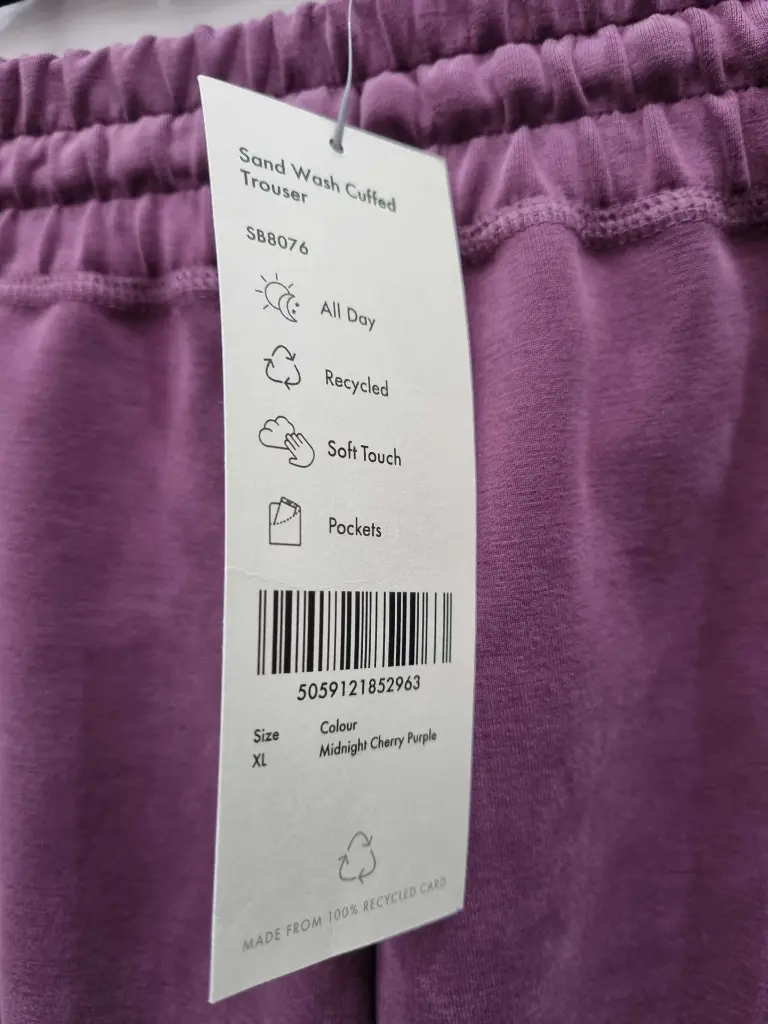 Sand Wash Cuffed
Trouser
SB8076
All Day
Recycled
Soft Touch
Pockets
5059121852963
Size
XL
Colour
Midnight Cherry Purple
MADE FROM 100% RECYCLED CARD